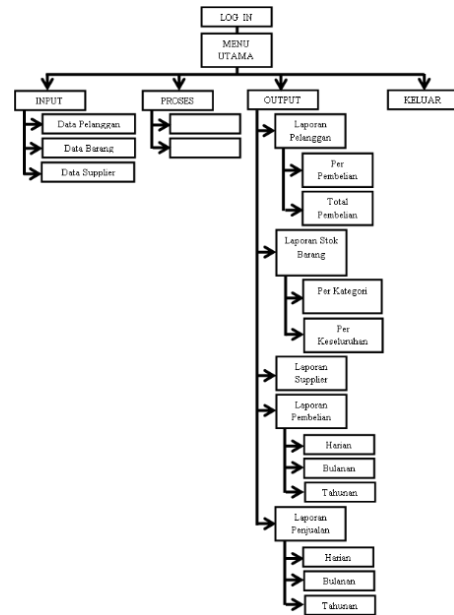 LOG IN
MENU
UTAMA
INPUT
PROSES
OUTPUT
KELUAR
Data Pelanggan
Data Barang
Data Supplier
Laporan
Pelanggan
Per
Pembelian
Total
Pembelian
Laporan Stok
Barang
Per Kategori
Per
Keseluruhan
Laporan
Supplier
Laporan
Pembelian
Harian
Bulanan
Tahunan
Laporan
Penjualan
Harian
Bulanan
Tahunan